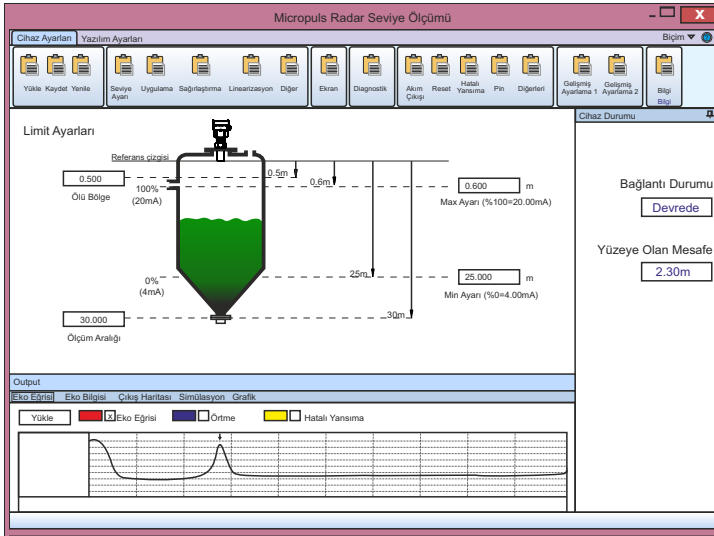 Micropuls Radar Seviye Ölçümü
Cihaz Ayarları Yazılım Ayarları Biçim
Yükle Kaydet Yenile Seviye Ayarı Uygulama Sağırlaştırma Linearizasyon Diğer Ekran Diagnostik Akım Çıkışı Reset Hatalı Yansıma Pin Diğerleri Gelişmiş Ayarlama 1 Gelişmiş Ayarlama 2 Bilgi
Bilgi
Cihaz Durumu
Limit Ayarları
Referans çizgisi
0.500
Ölü Bölge
100%
(20mA)
0.5m
0,6m
0.600 m
Max Ayarı (%100=20.00mA)
0%
(4mA)
25m
25.000 m
Min Ayarı (%0=4.00mA)
30.000
Ölçüm Aralığı
30m
Bağlantı Durumu
Devrede
Yüzeye Olan Mesafe
2.30m
Output
Eko Eğrisi Eko Bilgisi Çıkış Haritası Simülasyon Grafik
Yükle X Eko Eğrisi Örtme Hatalı Yansıma